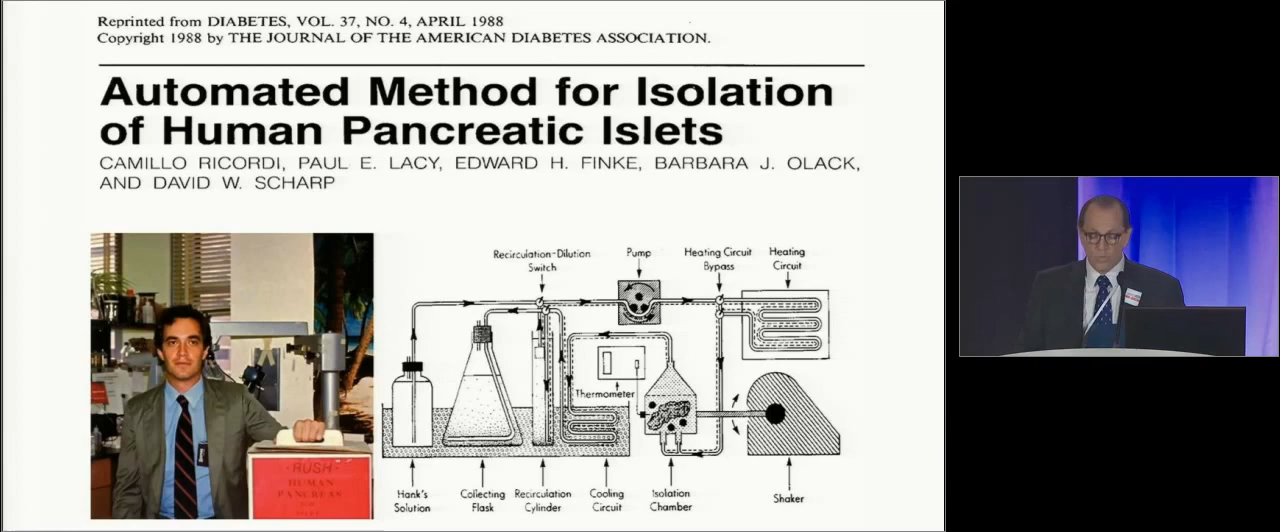 Reprinted from DIABETES, VOL. 37, NO. 4, APRIL 1988
Copyright 1988 by THE JOURNAL OF THE AMERICAN DIABETES ASSOCIATION.
Automated Method for Isolation
of Human Pancreatic Islets
CAMILLO RICORDI, PAUL E. LACY, EDWARD H. FINKE, BARBARA J. OLACK,
AND DAVID W. SCHARP
Recirculation-Dilution
Switch
Pump
Heating Circuit
Bypass
Heating
Circuit
Thermometer
Hank's
Solution
Collecting
Flask
Recirculation
Cylinder
Cooling
Circuit
Isolation
Chamber
Shaker
-RUSH-
HUMAN
PANCREAS